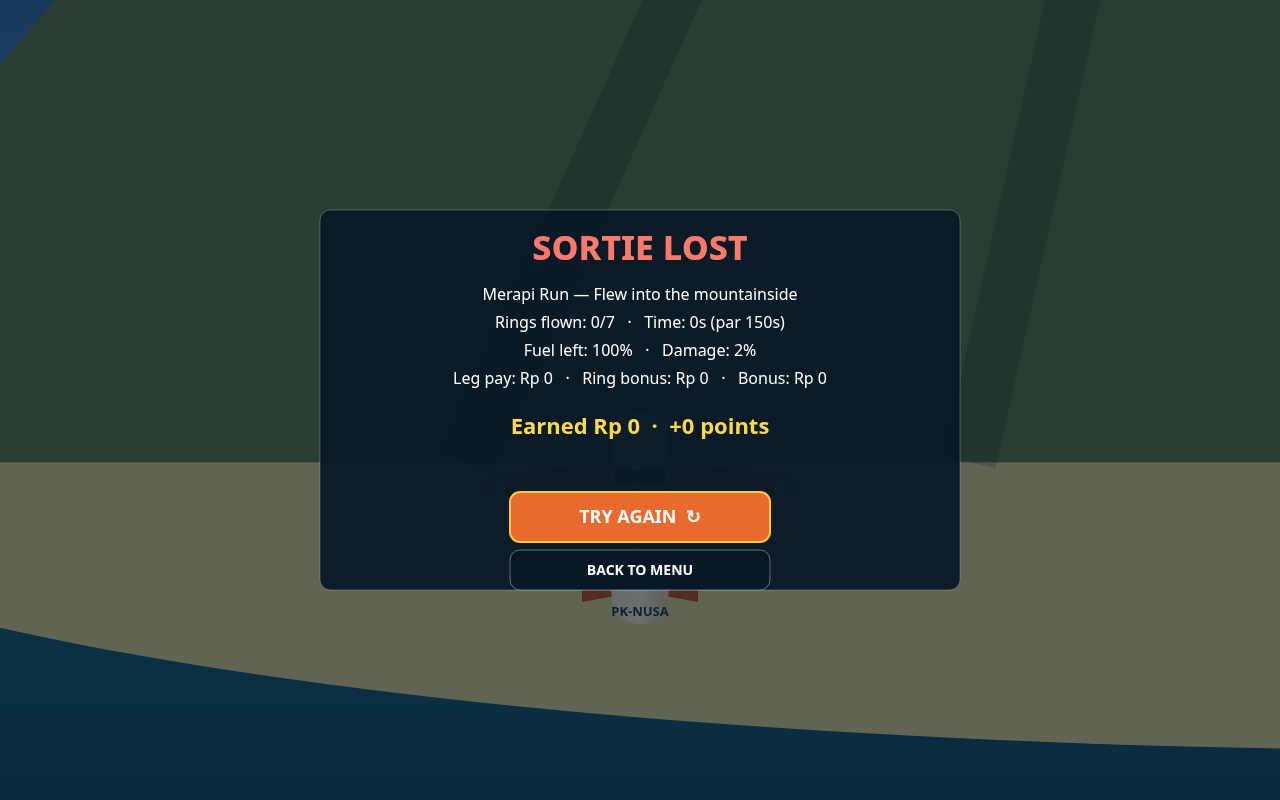 SORTIE LOST
Merapi Run — Flew into the mountainside
Rings flown: 0/7 · Time: 0s (par 150s)
Fuel left: 100% · Damage: 2%
Leg pay: Rp 0 · Ring bonus: Rp 0 · Bonus: Rp 0
Earned Rp 0 · +0 points
TRY AGAIN ↻
BACK TO MENU
PK-NUSA